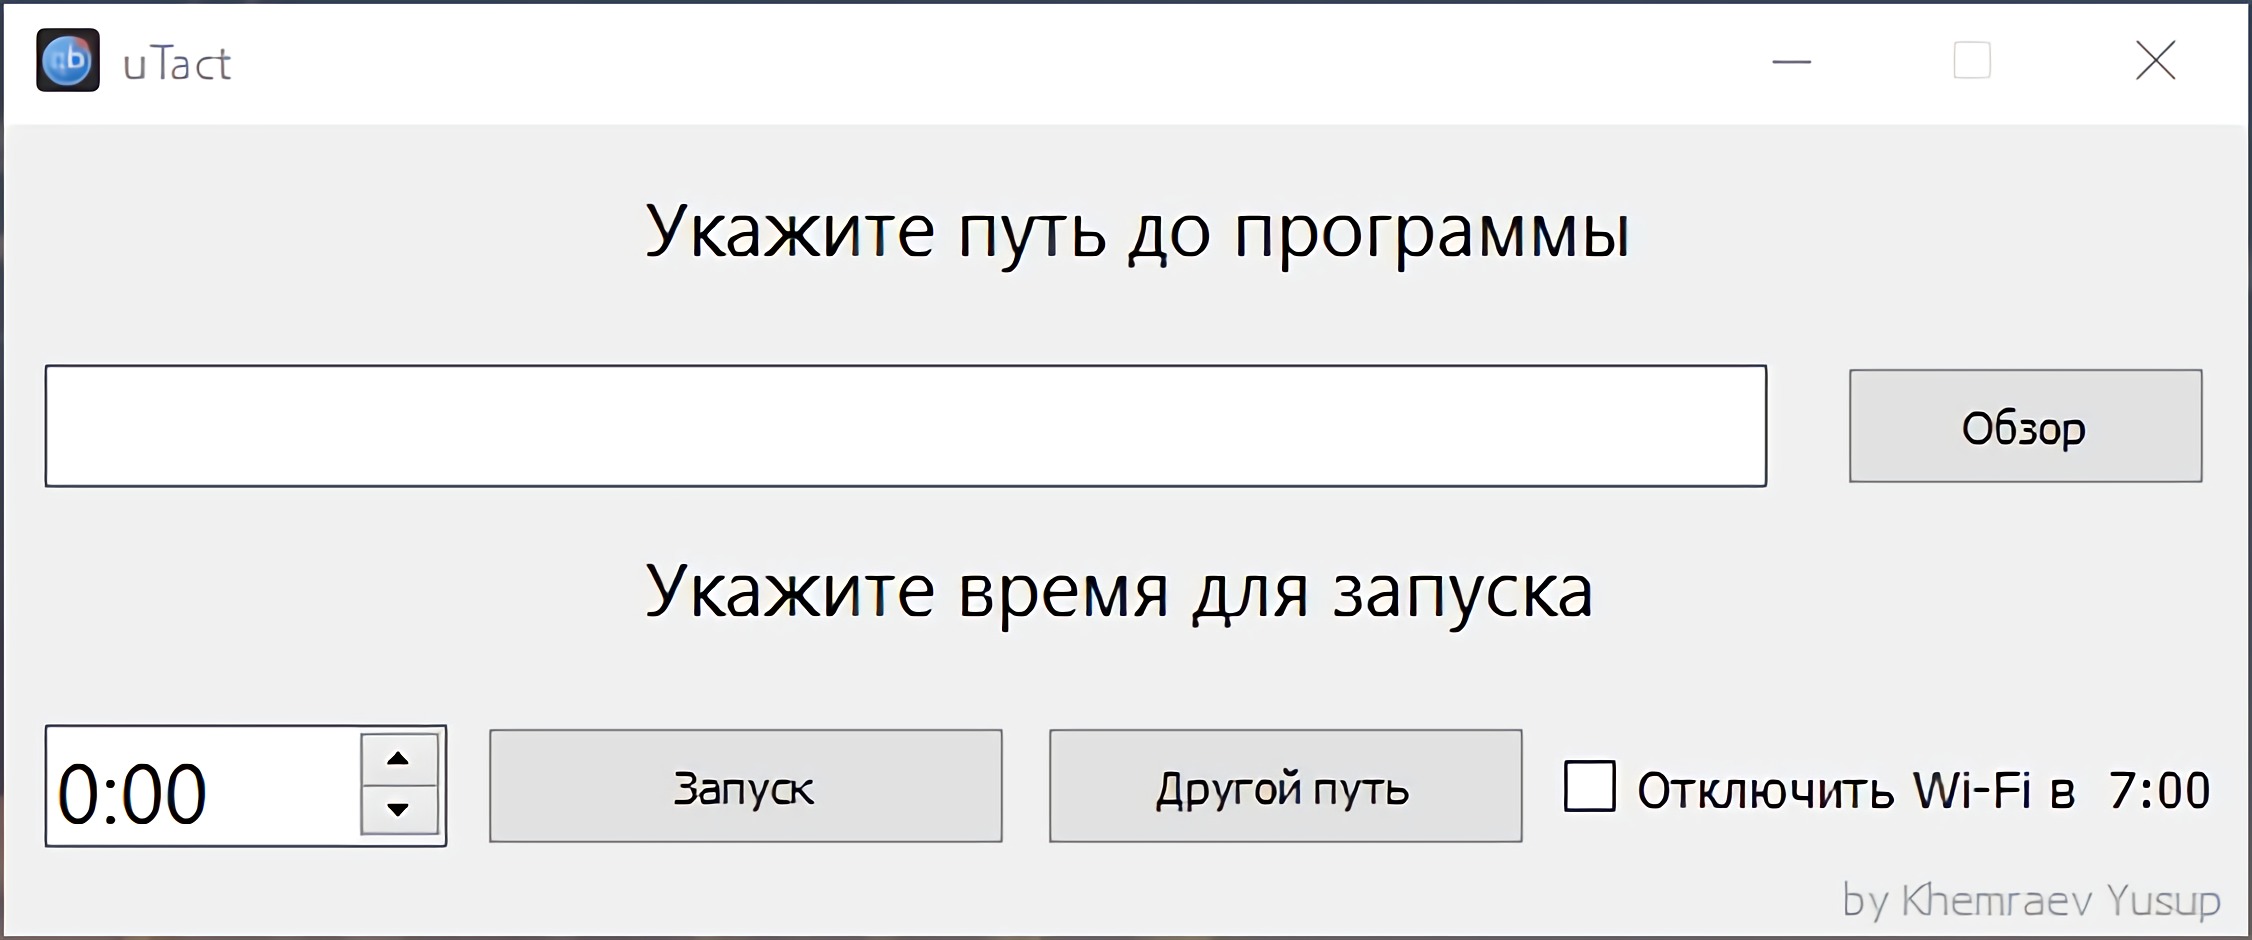 uTact
Укажите путь до программы
Обзор
Укажите время для запуска
0:00
Запуск
Другой путь
Отключить Wi-Fi в 7:00
by Khemraev Yusup